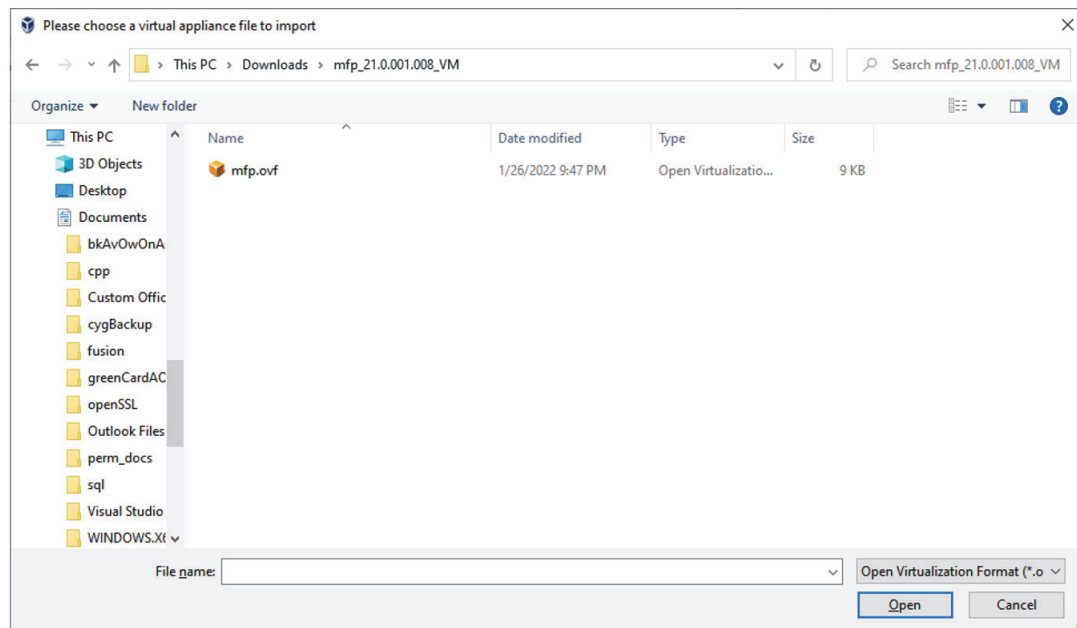 Please choose a virtual appliance file to import
This PC > Downloads > mfp_21.0.001.008_VM
Search mfp_21.0.001.008_VM
Organize New folder
This PC
3D Objects
Desktop
Documents
bkAvOwnOnA
cpp
Custom Offic
cygBackup
fusion
greenCardAC
openSSL
Outlook Files
perm_docs
sql
Visual Studio
WINDOWS.X6
Name Date modified Type Size
mfp.ovf 1/26/2022 9:47 PM Open Virtualizatio... 9 KB
File name: Open Virtualization Format (*.o
Open Cancel